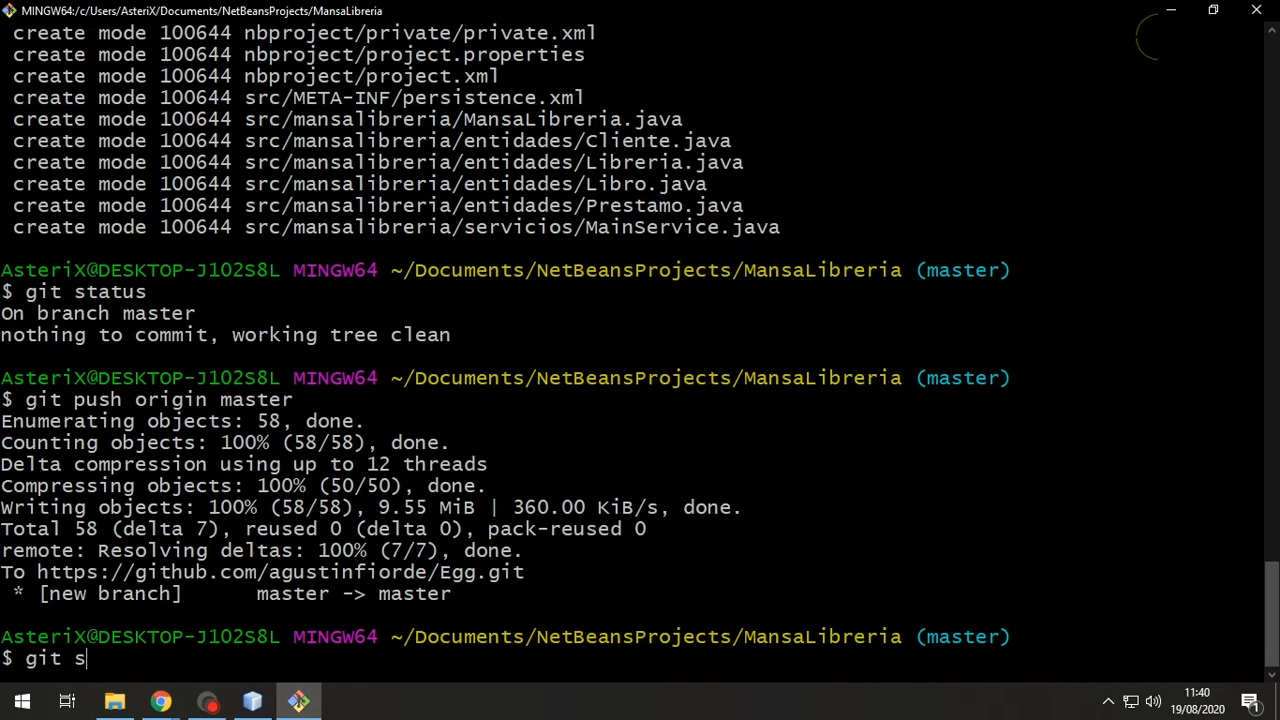 MINGW64:/c/Users/AsteriX/Documents/NetBeansProjects/MansaLibreria
create mode 100644 nbproject/private/private.xml
create mode 100644 nbproject/project.properties
create mode 100644 nbproject/project.xml
create mode 100644 src/META-INF/persistence.xml
create mode 100644 src/mansalibreria/MansaLibreria.java
create mode 100644 src/mansalibreria/entidades/Cliente.java
create mode 100644 src/mansalibreria/entidades/Libreria.java
create mode 100644 src/mansalibreria/entidades/Libro.java
create mode 100644 src/mansalibreria/entidades/Prestamo.java
create mode 100644 src/mansalibreria/servicios/MainService.java
AsteriX@DESKTOP-J102S8L MINGW64 ~/Documents/NetBeansProjects/MansaLibreria (master)
$ git status
On branch master
nothing to commit, working tree clean
AsteriX@DESKTOP-J102S8L MINGW64 ~/Documents/NetBeansProjects/MansaLibreria (master)
$ git push origin master
Enumerating objects: 58, done.
Counting objects: 100% (58/58), done.
Delta compression using up to 12 threads
Compressing objects: 100% (50/50), done.
Writing objects: 100% (58/58), 9.55 MiB | 360.00 KiB/s, done.
Total 58 (delta 7), reused 0 (delta 0), pack-reused 0
remote: Resolving deltas: 100% (7/7), done.
To https://github.com/agustinfiorde/Egg.git
* [new branch]      master -> master
AsteriX@DESKTOP-J102S8L MINGW64 ~/Documents/NetBeansProjects/MansaLibreria (master)
$ git s
11:40
19/08/2020
1